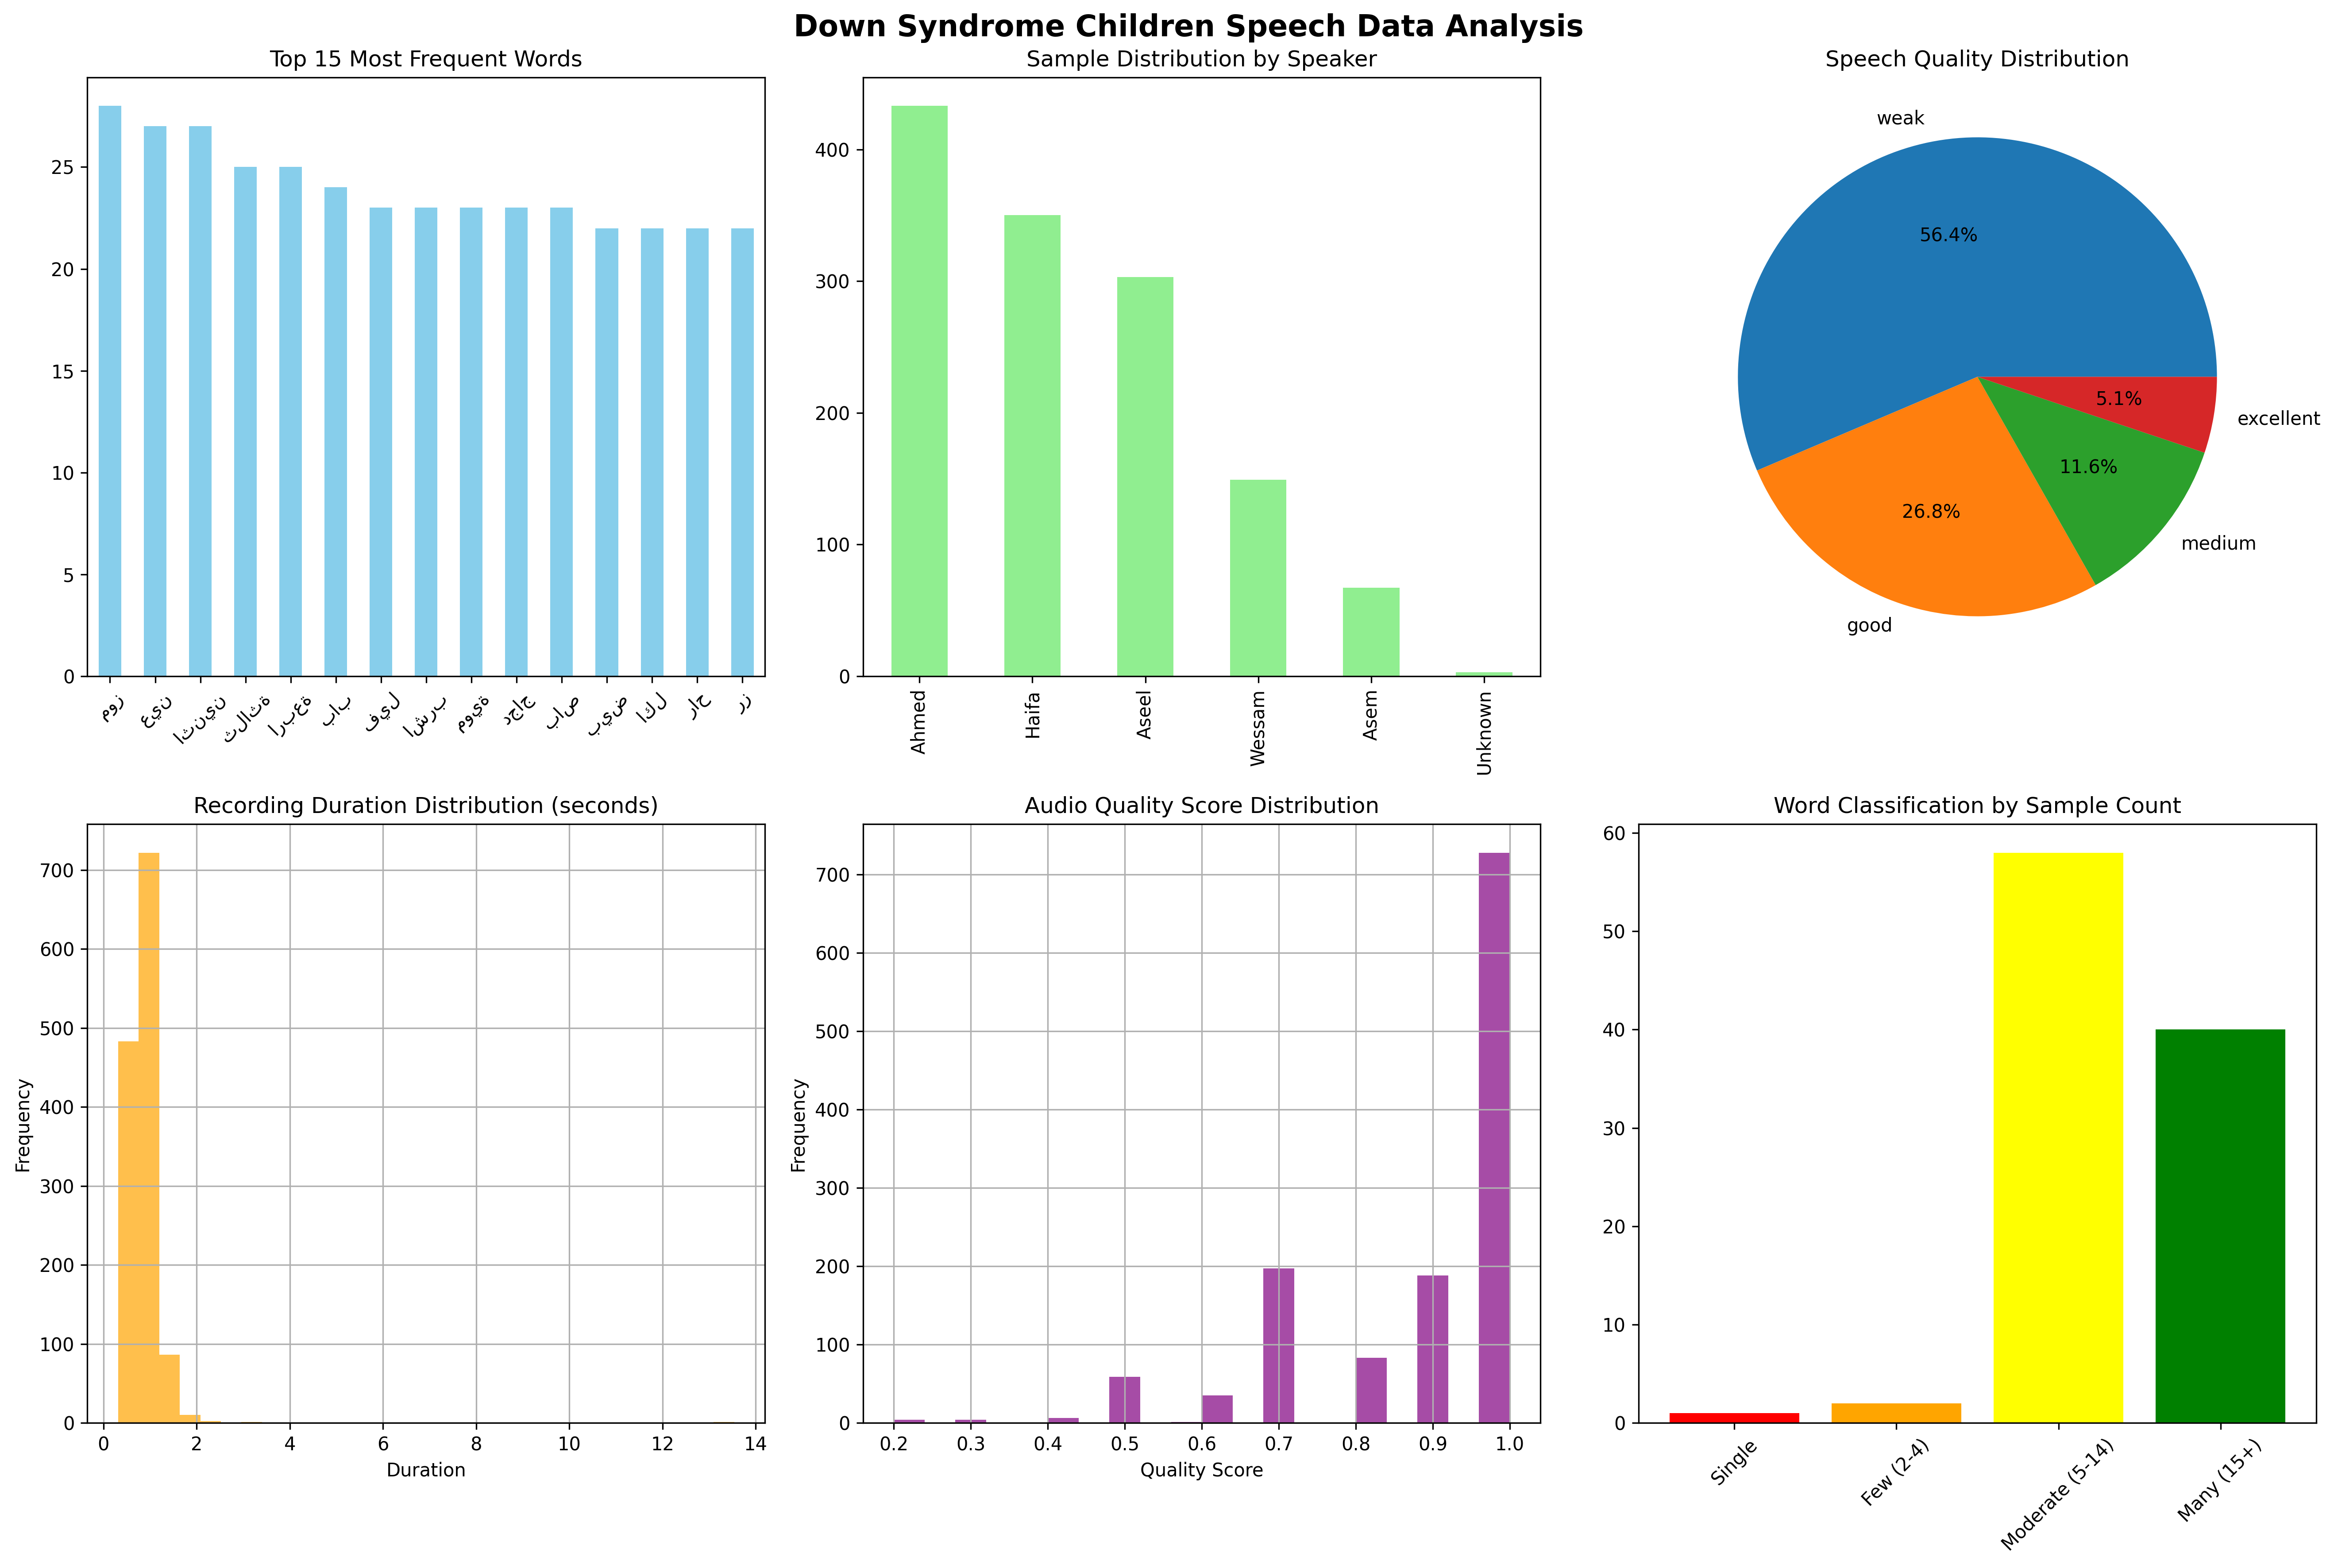 Down Syndrome Children Speech Data Analysis
Top 15 Most Frequent Words
25
20
15
10
5
0
موز
عين
اثنين
ثلاثة
اربعة
باب
فيل
اشرب
موية
دجاج
باص
بيض
اكل
راح
رز
Sample Distribution by Speaker
400
300
200
100
0
Ahmed
Haifa
Aseel
Wessam
Asem
Unknown
Speech Quality Distribution
weak
56.4%
5.1%
excellent
11.6%
26.8%
medium
good
Recording Duration Distribution (seconds)
Frequency
700
600
500
400
300
200
100
0
0 2 4 6 8 10 12 14
Duration
Audio Quality Score Distribution
Frequency
700
600
500
400
300
200
100
0
0.2 0.3 0.4 0.5 0.6 0.7 0.8 0.9 1.0
Quality Score
Word Classification by Sample Count
60
50
40
30
20
10
0
Single
Few (2-4)
Moderate (5-14)
Many (15+)